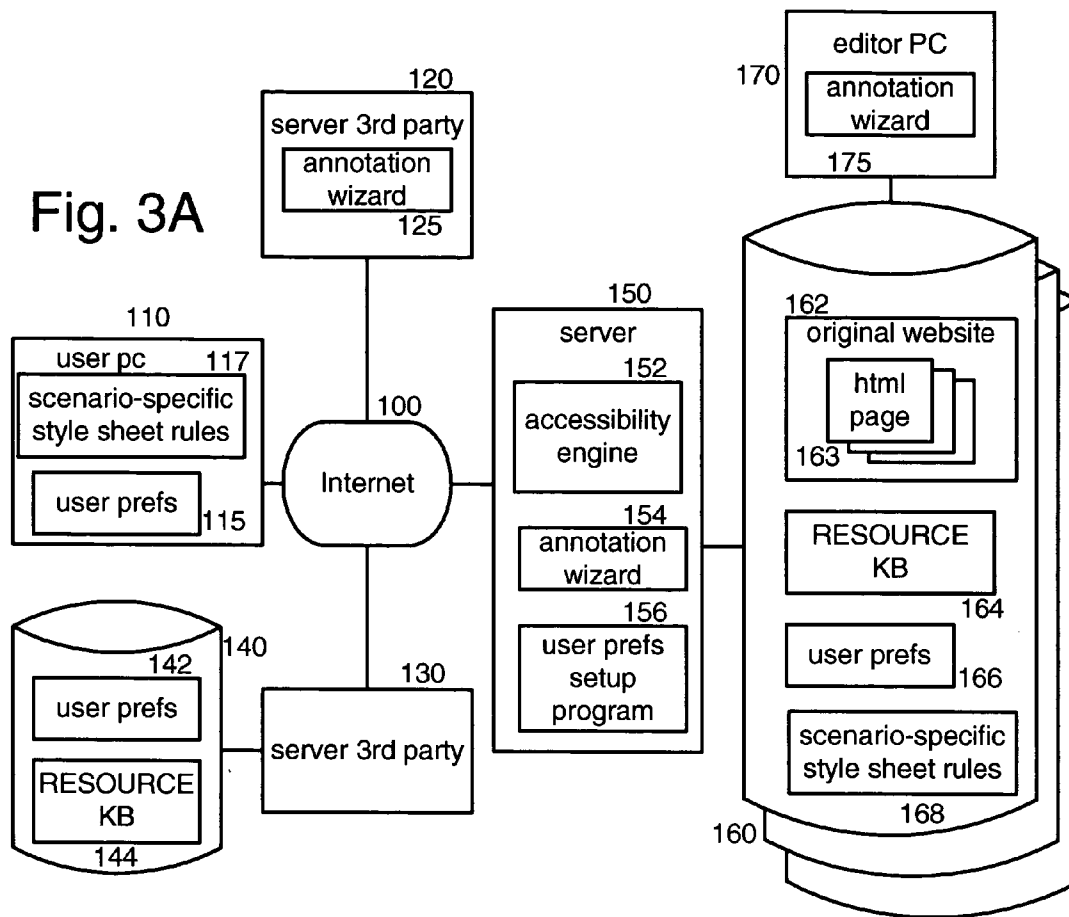 Fig. 3A
120
server 3rd party
annotation
wizard
125
110
user pc
117
scenario-specific
style sheet rules
user prefs
115
100
Internet
140
142
user prefs
RESOURCE
KB
144
130
server 3rd party
150
server
152
accessibility
engine
154
annotation
wizard
156
user prefs
setup
program
170
editor PC
annotation
wizard
175
162
original website
html
page
163
RESOURCE
KB
164
user prefs
166
scenario-specific
style sheet rules
168
160